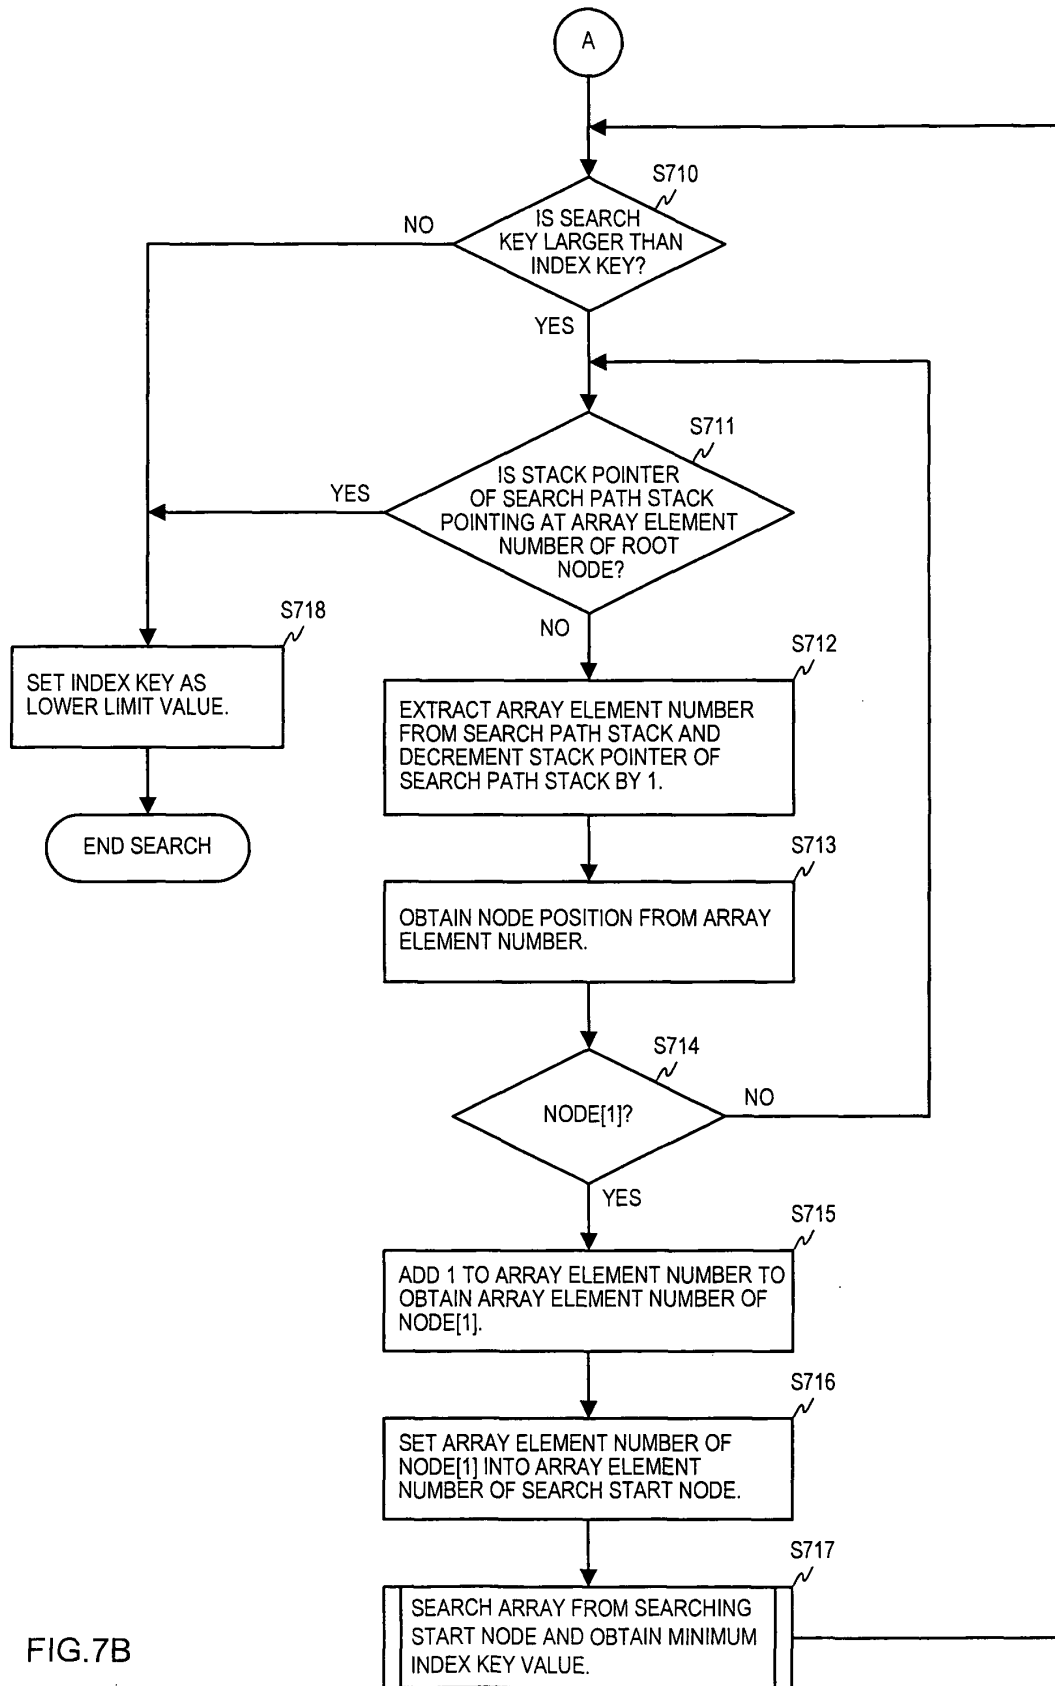 A
S710
NO
IS SEARCH
KEY LARGER THAN
INDEX KEY?
YES
S711
YES
IS STACK POINTER
OF SEARCH PATH STACK
POINTING AT ARRAY ELEMENT
NUMBER OF ROOT
NODE?
S718
NO
S712
SET INDEX KEY AS
LOWER LIMIT VALUE.
EXTRACT ARRAY ELEMENT NUMBER
FROM SEARCH PATH STACK AND
DECREMENT STACK POINTER OF
SEARCH PATH STACK BY 1.
END SEARCH
S713
OBTAIN NODE POSITION FROM ARRAY
ELEMENT NUMBER.
S714
NODE[1]?
NO
YES
S715
ADD 1 TO ARRAY ELEMENT NUMBER TO
OBTAIN ARRAY ELEMENT NUMBER OF
NODE[1].
S716
SET ARRAY ELEMENT NUMBER OF
NODE[1] INTO ARRAY ELEMENT
NUMBER OF SEARCH START NODE.
S717
SEARCH ARRAY FROM SEARCHING
START NODE AND OBTAIN MINIMUM
INDEX KEY VALUE.
FIG.7B